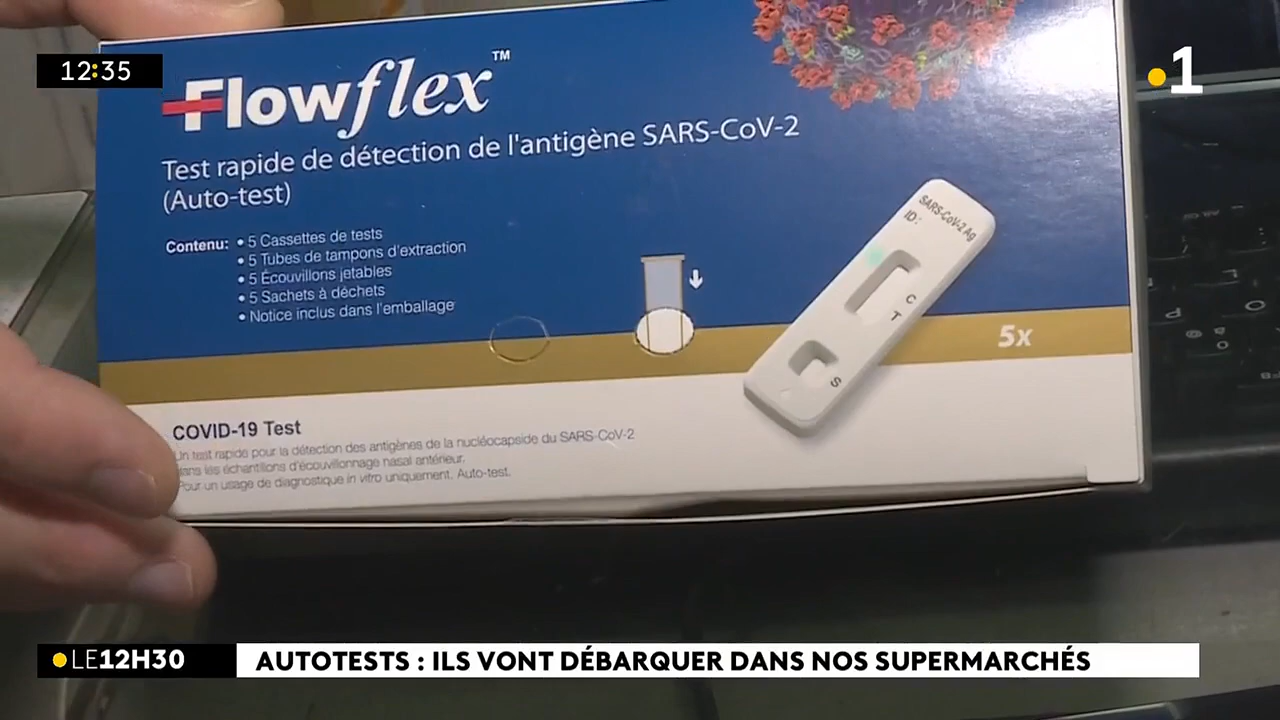 12:35
1
Flowflex™
Test rapide de détection de l'antigène SARS-CoV-2
(Auto-test)
Contenu: • 5 Cassettes de tests
• 5 Tubes de tampons d'extraction
• 5 Écouvillons jetables
• 5 Sachets à déchets
• Notice inclus dans l'emballage
SARS-CoV-2 Ag
ID:
C
T
S
5x
COVID-19 Test
Un test rapide pour la détection des antigènes de la nucléocapside du SARS-CoV-2
dans les échantillons d'écouvillonnage nasal antérieur.
Pour un usage de diagnostique in vitro uniquement. Auto-test.
LE12H30
AUTOTESTS : ILS VONT DÉBARQUER DANS NOS SUPERMARCHÉS